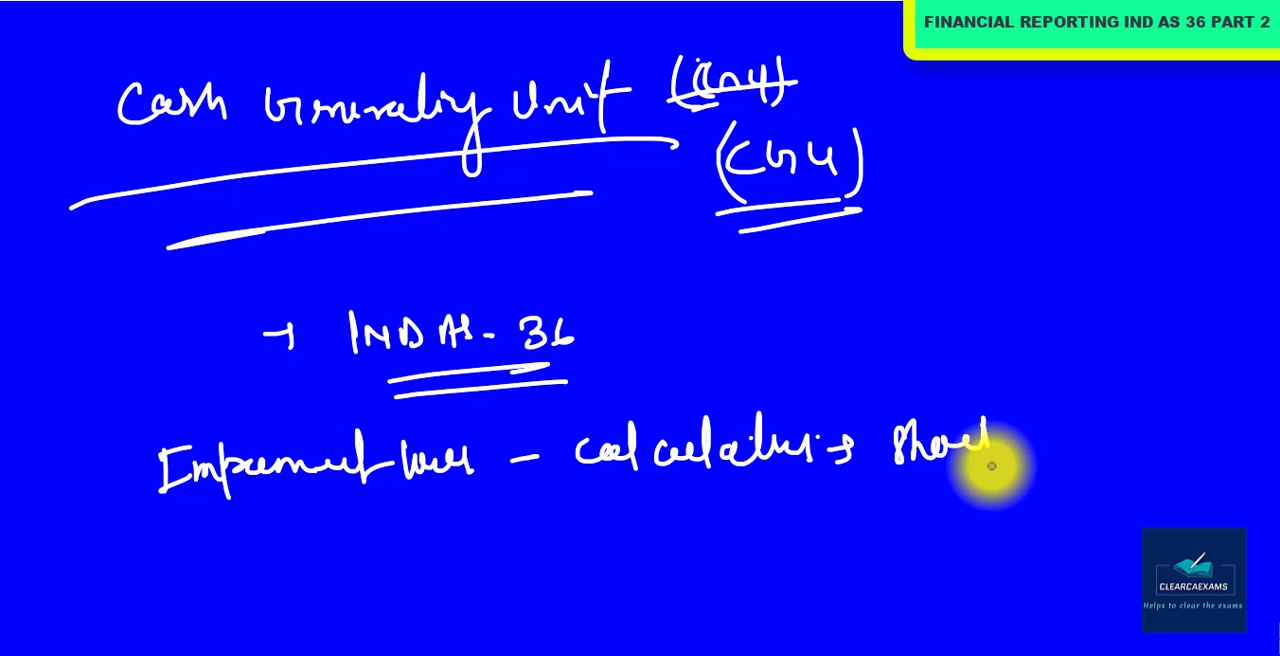 FINANCIAL REPORTING IND AS 36 PART 2
Cash Generating Unit
(CGU)
→ IND AS - 36
Impairment loss - calculation → Should
CLEARCAEXAMS
Helps to clear the exams